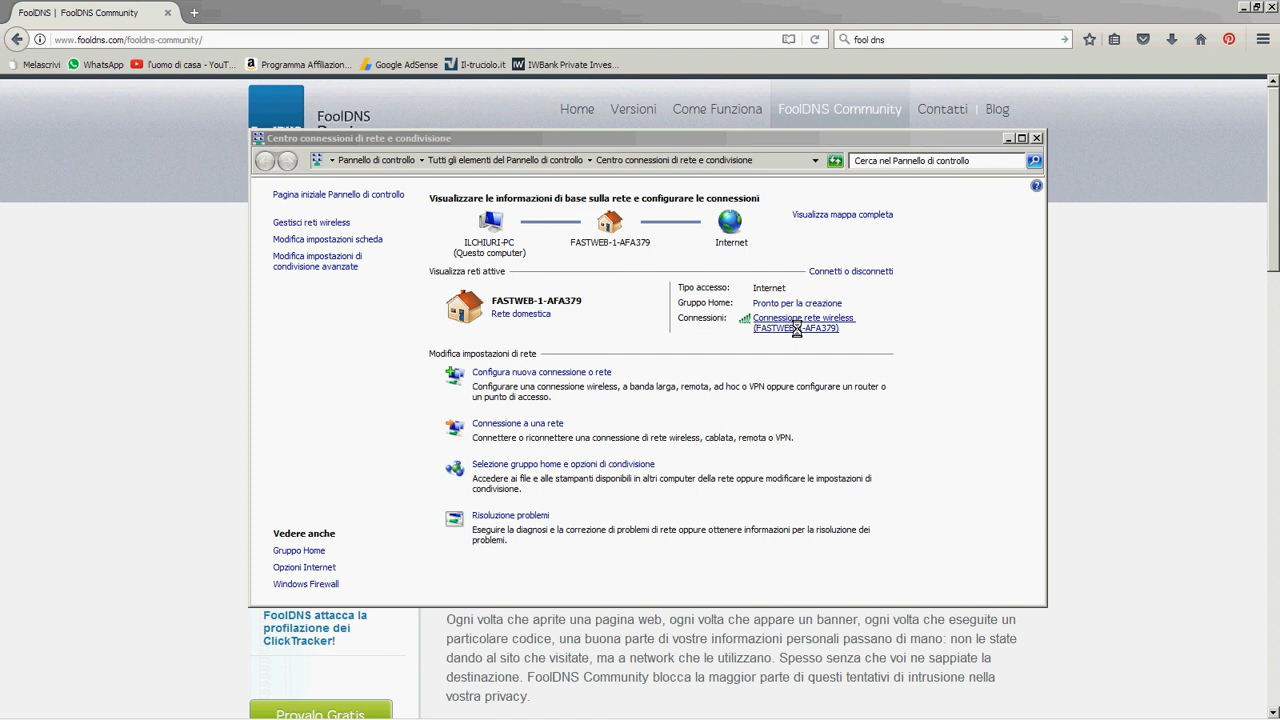 FoolDNS | FoolDNS Community
www.fooldns.com/fooldns-community/
fool dns
Melascrivi
WhatsApp
l'uomo di casa - YouT...
Programma Affiliazion...
Google AdSense
Il-truciolo.it
IWBank Private Inves...
FoolDNS
Home
Versioni
Come Funziona
FoolDNS Community
Contatti
Blog
Centro connessioni di rete e condivisione
Pannello di controllo
Tutti gli elementi del Pannello di controllo
Centro connessioni di rete e condivisione
Cerca nel Pannello di controllo
Pagina iniziale Pannello di controllo
Gestisci reti wireless
Modifica impostazioni scheda
Modifica impostazioni di
condivisione avanzate
Visualizzare le informazioni di base sulla rete e configurare le connessioni
Visualizza mappa completa
ILCHIURI-PC
(Questo computer)
FASTWEB-1-AFA379
Internet
Visualizza reti attive
Connetti o disconnetti
FASTWEB-1-AFA379
Rete domestica
Tipo accesso: Internet
Gruppo Home: Pronto per la creazione
Connessioni: Connessione rete wireless
(FASTWEB-1-AFA379)
Modifica impostazioni di rete
Configura nuova connessione o rete
Configurare una connessione wireless, a banda larga, remota, ad hoc o VPN oppure configurare un router o
un punto di accesso.
Connessione a una rete
Connettere o riconnettere una connessione di rete wireless, cablata, remota o VPN.
Selezione gruppo home e opzioni di condivisione
Accedere ai file e alle stampanti disponibili in altri computer della rete oppure modificare le impostazioni di
condivisione.
Risoluzione problemi
Eseguire la diagnosi e la correzione di problemi di rete oppure ottenere informazioni per la risoluzione dei
problemi.
Vedere anche
Gruppo Home
Opzioni Internet
Windows Firewall
FoolDNS attacca la
profilazione dei
ClickTracker!
Provalo Gratis
Ogni volta che aprite una pagina web, ogni volta che appare un banner, ogni volta che eseguite un
particolare codice, una buona parte di vostre informazioni personali passano di mano: non le state
dando al sito che visitate, ma a network che le utilizzano. Spesso senza che voi ne sappiate la
destinazione. FoolDNS Community blocca la maggior parte di questi tentativi di intrusione nella
vostra privacy.